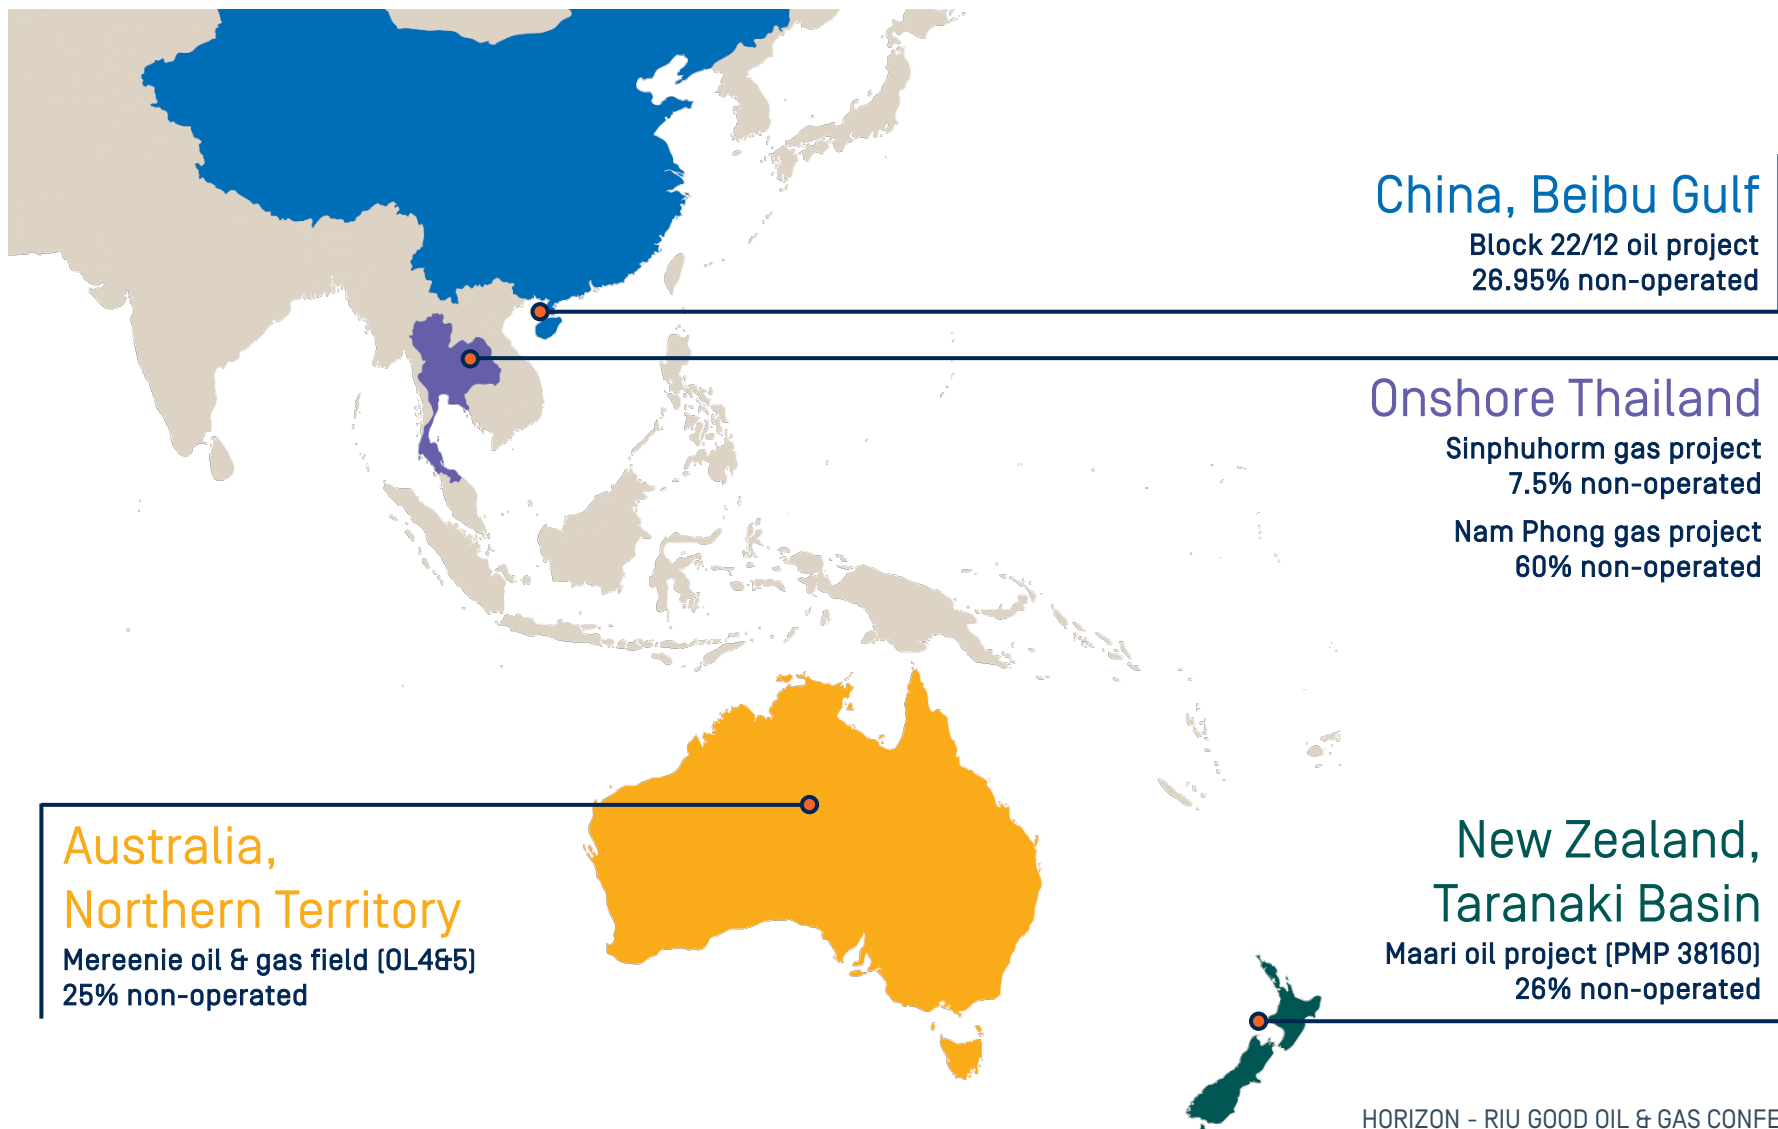 China, Beibu Gulf
Block 22/12 oil project
26.95% non-operated
Onshore Thailand
Sinphuhorm gas project
7.5% non-operated
Nam Phong gas project
60% non-operated
Australia,
Northern Territory
Mereenie oil & gas field (OL4&5)
25% non-operated
New Zealand,
Taranaki Basin
Maari oil project (PMP 38160)
26% non-operated
HORIZON - RIU GOOD OIL & GAS CONFE